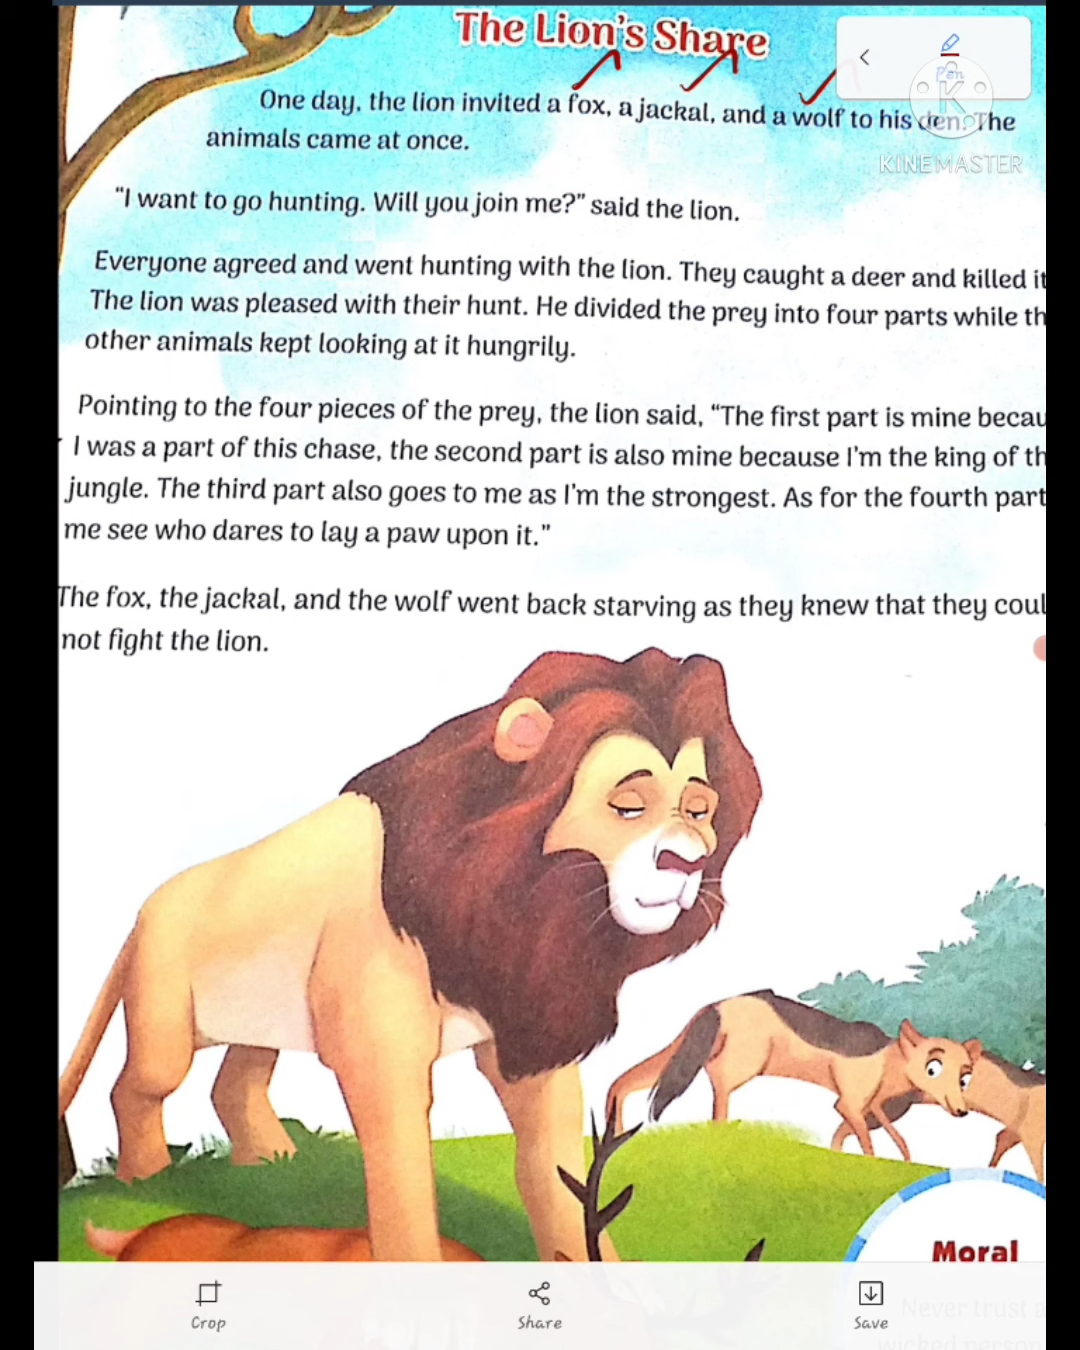 The Lion's Share
Pen
KINEMASTER
One day, the lion invited a fox, a jackal, and a wolf to his den. The
animals came at once.
"I want to go hunting. Will you join me?" said the lion.
Everyone agreed and went hunting with the lion. They caught a deer and killed it
The lion was pleased with their hunt. He divided the prey into four parts while th
other animals kept looking at it hungrily.
Pointing to the four pieces of the prey, the lion said, "The first part is mine becau
I was a part of this chase, the second part is also mine because I'm the king of th
jungle. The third part also goes to me as I'm the strongest. As for the fourth part
me see who dares to lay a paw upon it."
The fox, the jackal, and the wolf went back starving as they knew that they coul
not fight the lion.
Moral
Never trust a
wicked person
Crop
Share
Save